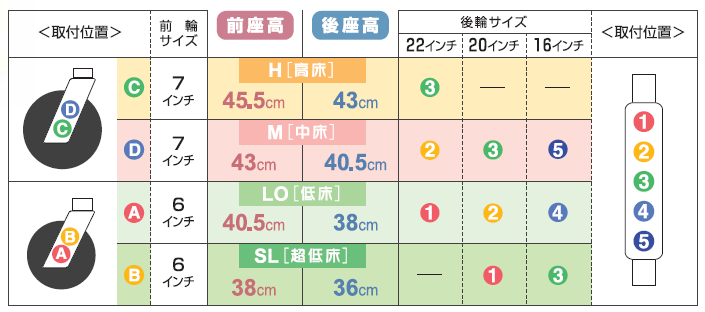 <取付位置> 前輪サイズ 前座高 後座高 後輪サイズ <取付位置>
22インチ 20インチ 16インチ
H[高床]
C 7インチ 45.5cm 43cm 3 — —
M[中床]
D 7インチ 43cm 40.5cm 2 3 5
LO[低床]
A 6インチ 40.5cm 38cm 1 2 4
SL[超低床]
B 6インチ 38cm 36cm — 1 3
D
C
B
A
1
2
3
4
5